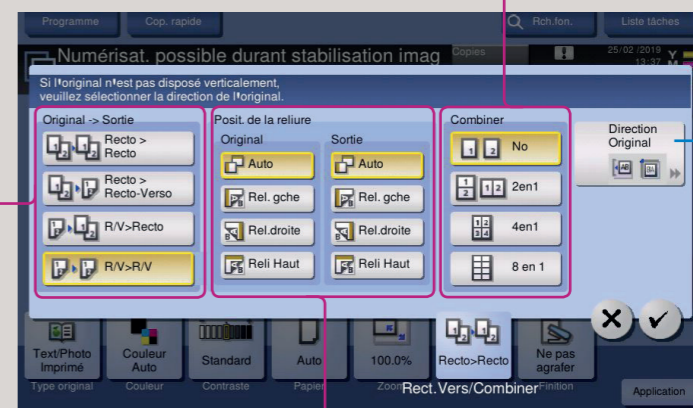 Programme
Cop. rapide
Rch.fon.
Liste tâches
Numérisat. possible durant stabilisation imag
Copies
25/02 /2019
13:37
Y
M
Si l'original n'est pas disposé verticalement,
veuillez sélectionner la direction de l'original.
Original -> Sortie
Recto >
Recto
Recto >
Recto-Verso
R/V>Recto
R/V>R/V
Posit. de la reliure
Original
Sortie
Auto
Auto
Rel. gche
Rel. gche
Rel.droite
Rel.droite
Reli Haut
Reli Haut
Combiner
No
2en1
4en1
8 en 1
Direction
Original
Text/Photo
Imprimé
Couleur
Auto
Standard
Auto
100.0%
Recto>Recto
Ne pas
agrafer
Type original
Couleur
Contraste
Papier
Zoom
Rect.Vers/Combiner
Finition
Application